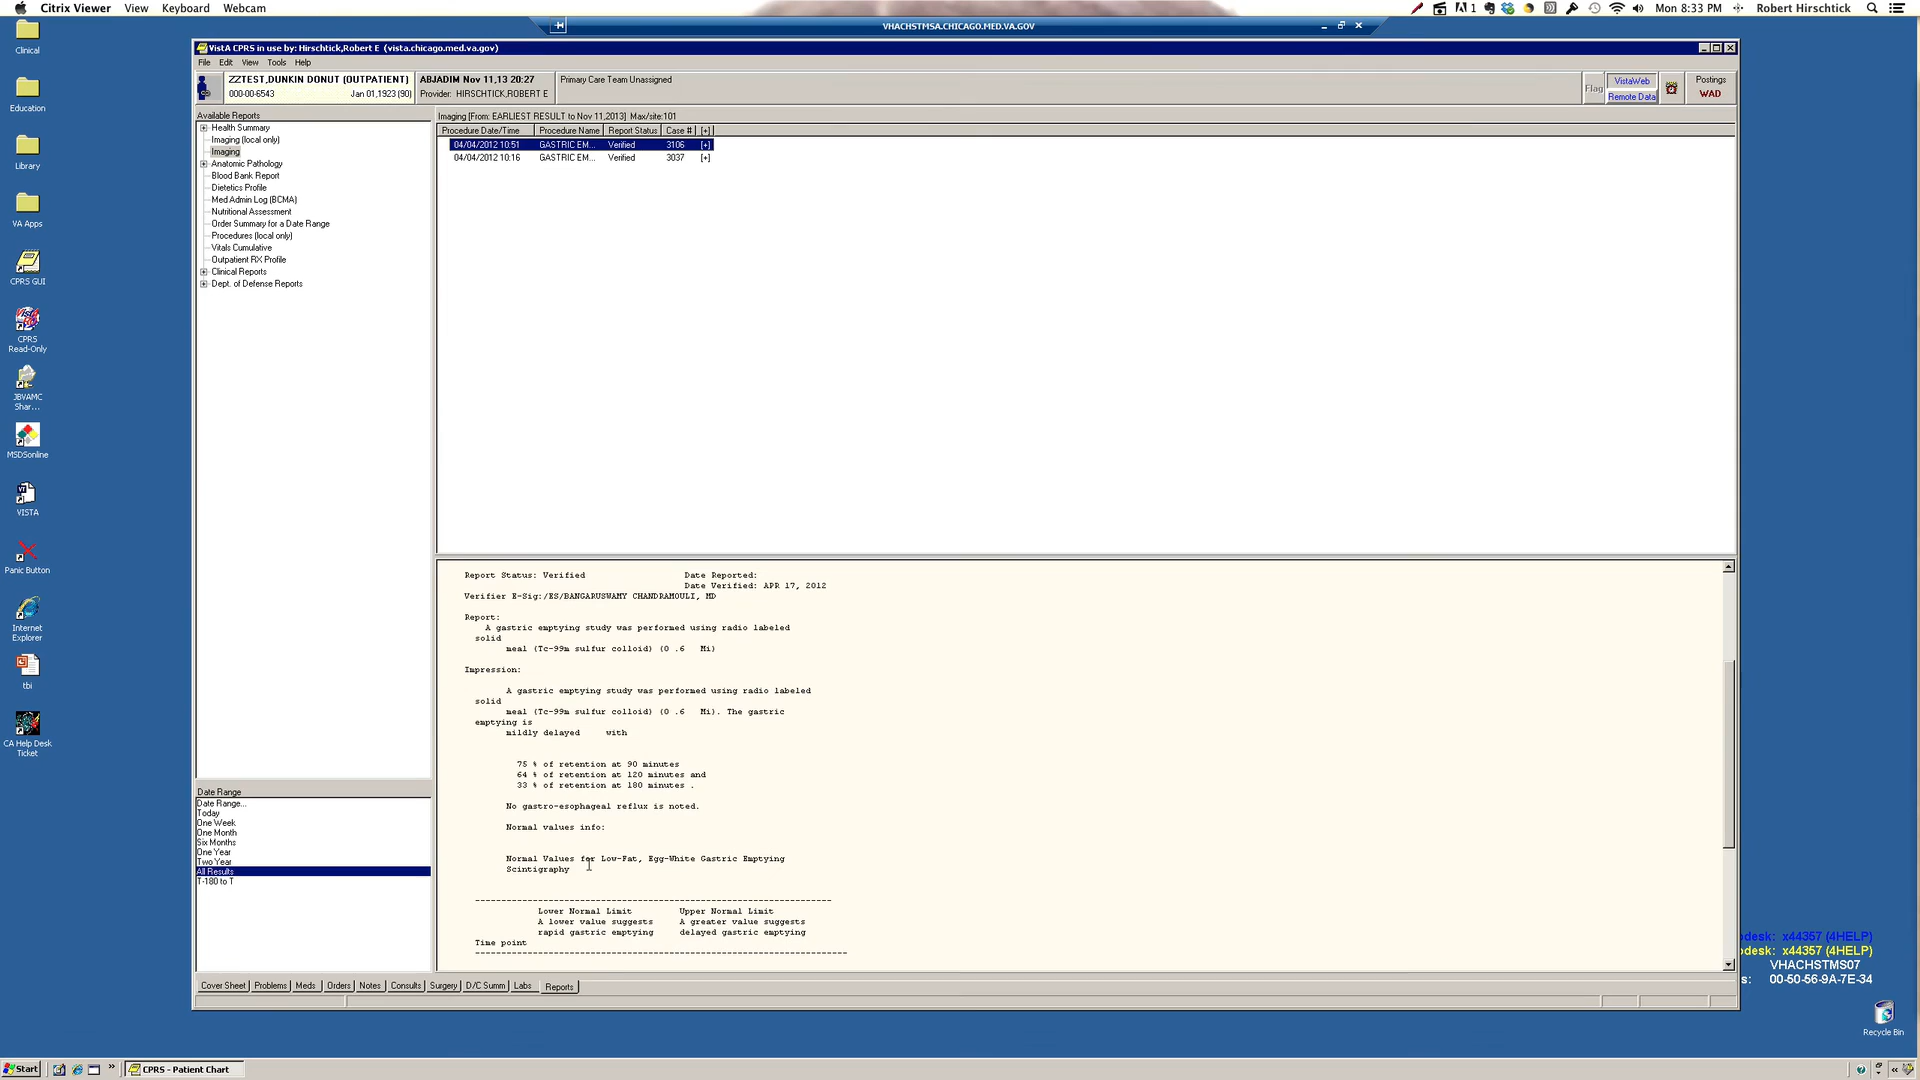 Citrix Viewer View Keyboard Webcam
1 Mon 8:33 PM Robert Hirschtick
VHACHSTMSA.CHICAGO.MED.VA.GOV
Clinical
Education
Library
VA Apps
CPRS GUI
CPRS
Read-Only
JBVAMC
Shar...
MSDSonline
VISTA
Panic Button
Internet
Explorer
tbi
CA Help Desk
Ticket
VistA CPRS in use by: Hirschtick,Robert E (vista.chicago.med.va.gov)
File Edit View Tools Help
ZZTEST,DUNKIN DONUT (OUTPATIENT)
000-00-6543 Jan 01,1923 (90)
ABJADIM Nov 11,13 20:27
Provider: HIRSCHTICK,ROBERT E
Primary Care Team Unassigned
Flag
VistaWeb
Remote Data
Postings
WAD
Available Reports
Health Summary
Imaging (local only)
Imaging
Anatomic Pathology
Blood Bank Report
Dietetics Profile
Med Admin Log (BCMA)
Nutritional Assessment
Order Summary for a Date Range
Procedures (local only)
Vitals Cumulative
Outpatient RX Profile
Clinical Reports
Dept. of Defense Reports
Date Range
Date Range...
Today
One Week
One Month
Six Months
One Year
Two Year
All Results
T-180 to T
Imaging [From: EARLIEST RESULT to Nov 11,2013] Max/site:101
Procedure Date/Time Procedure Name Report Status Case # [+]
04/04/2012 10:51 GASTRIC EM... Verified 3106 [+]
04/04/2012 10:16 GASTRIC EM... Verified 3037 [+]
Report Status: Verified Date Reported:
Date Verified: APR 17, 2012
Verifier E-Sig:/ES/BANGARUSWAMY CHANDRAMOULI, MD
Report:
A gastric emptying study was performed using radio labeled
solid
meal (Tc-99m sulfur colloid) (0 .6 Mi)
Impression:
A gastric emptying study was performed using radio labeled
solid
meal (Tc-99m sulfur colloid) (0 .6 Mi). The gastric
emptying is
mildly delayed with
75 % of retention at 90 minutes
64 % of retention at 120 minutes and
33 % of retention at 180 minutes .
No gastro-esophageal reflux is noted.
Normal values info:
Normal Values for Low-Fat, Egg-White Gastric Emptying
Scintigraphy
Lower Normal Limit Upper Normal Limit
A lower value suggests A greater value suggests
rapid gastric emptying delayed gastric emptying
Time point
Cover Sheet Problems Meds Orders Notes Consults Surgery D/C Summ Labs Reports
desk: x44357 (4HELP)
desk: x44357 (4HELP)
VHACHSTMS07
s: 00-50-56-9A-7E-34
Recycle Bin
Start CPRS - Patient Chart